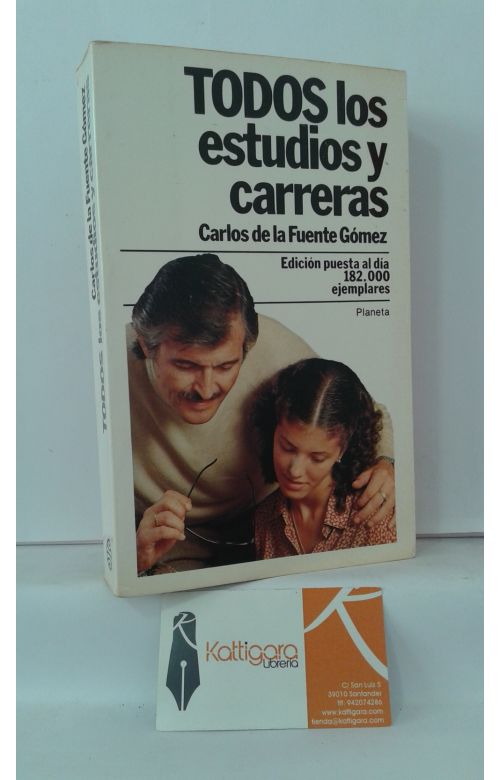 TODOS los
estudios y
carreras
Carlos de la Fuente Gómez
Edición puesta al día
182.000
ejemplares
Planeta
Carlos de la Fuente Gómez
TODOS los estudios y carreras
Kattigara
Librería
C/ San Luis 5
39010 Santander
tlf: 942074286
www.kattigara.com
tienda@kattigara.com